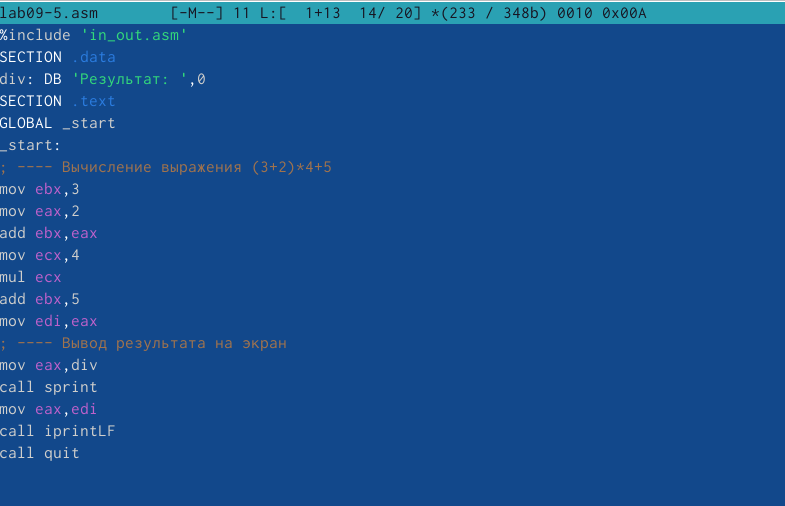 lab09-5.asm        [-M--] 11 L:[  1+13  14/ 20] *(233 / 348b) 0010 0x00A
%include 'in_out.asm'
SECTION .data
div: DB 'Результат: ',0
SECTION .text
GLOBAL _start
_start:
; ---- Вычисление выражения (3+2)*4+5
mov ebx,3
mov eax,2
add ebx,eax
mov ecx,4
mul ecx
add ebx,5
mov edi,eax
; ---- Вывод результата на экран
mov eax,div
call sprint
mov eax,edi
call iprintLF
call quit